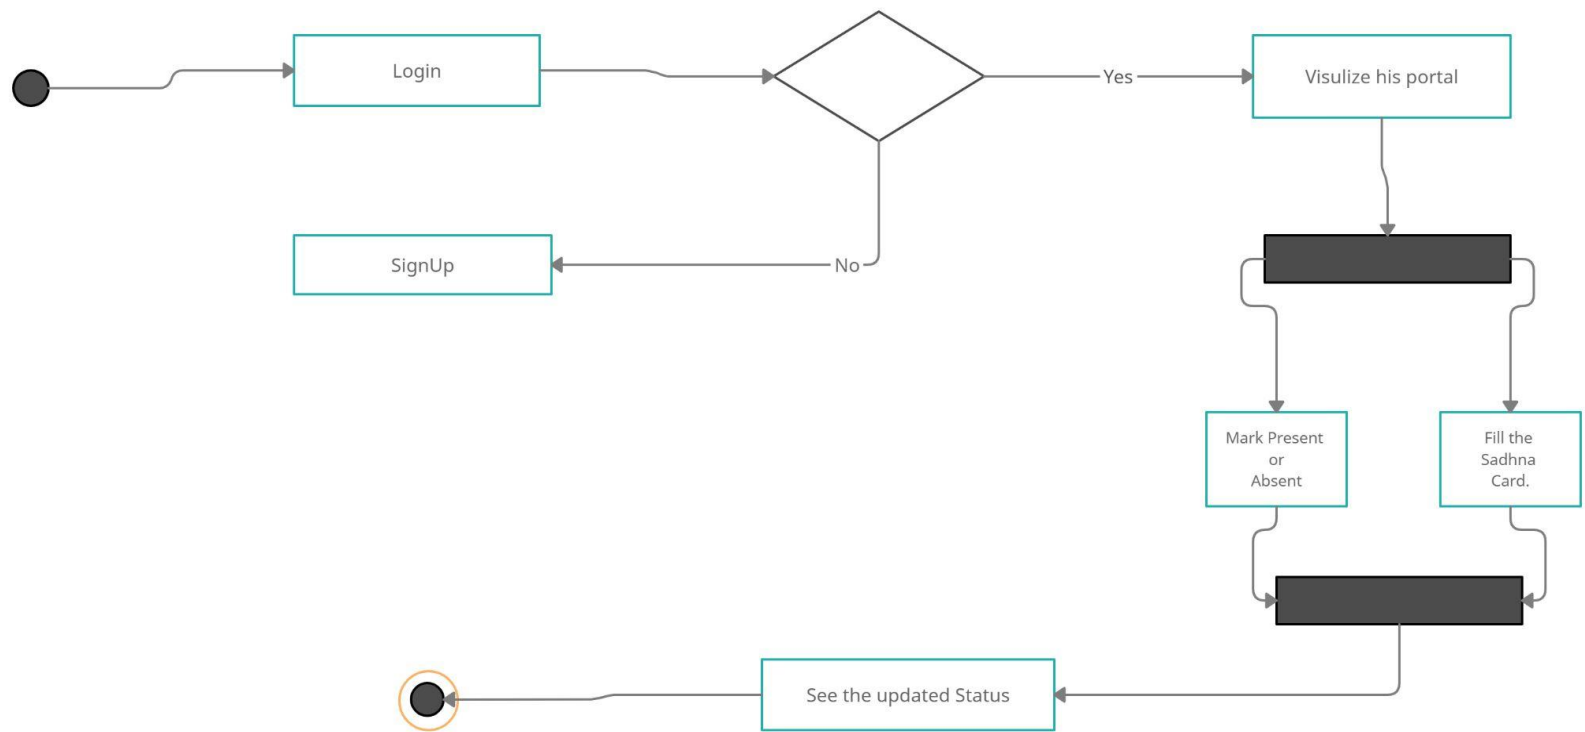 Login
Yes
Visulize his portal
SignUp
No
Mark Present
or
Absent
Fill the
Sadhna
Card.
See the updated Status